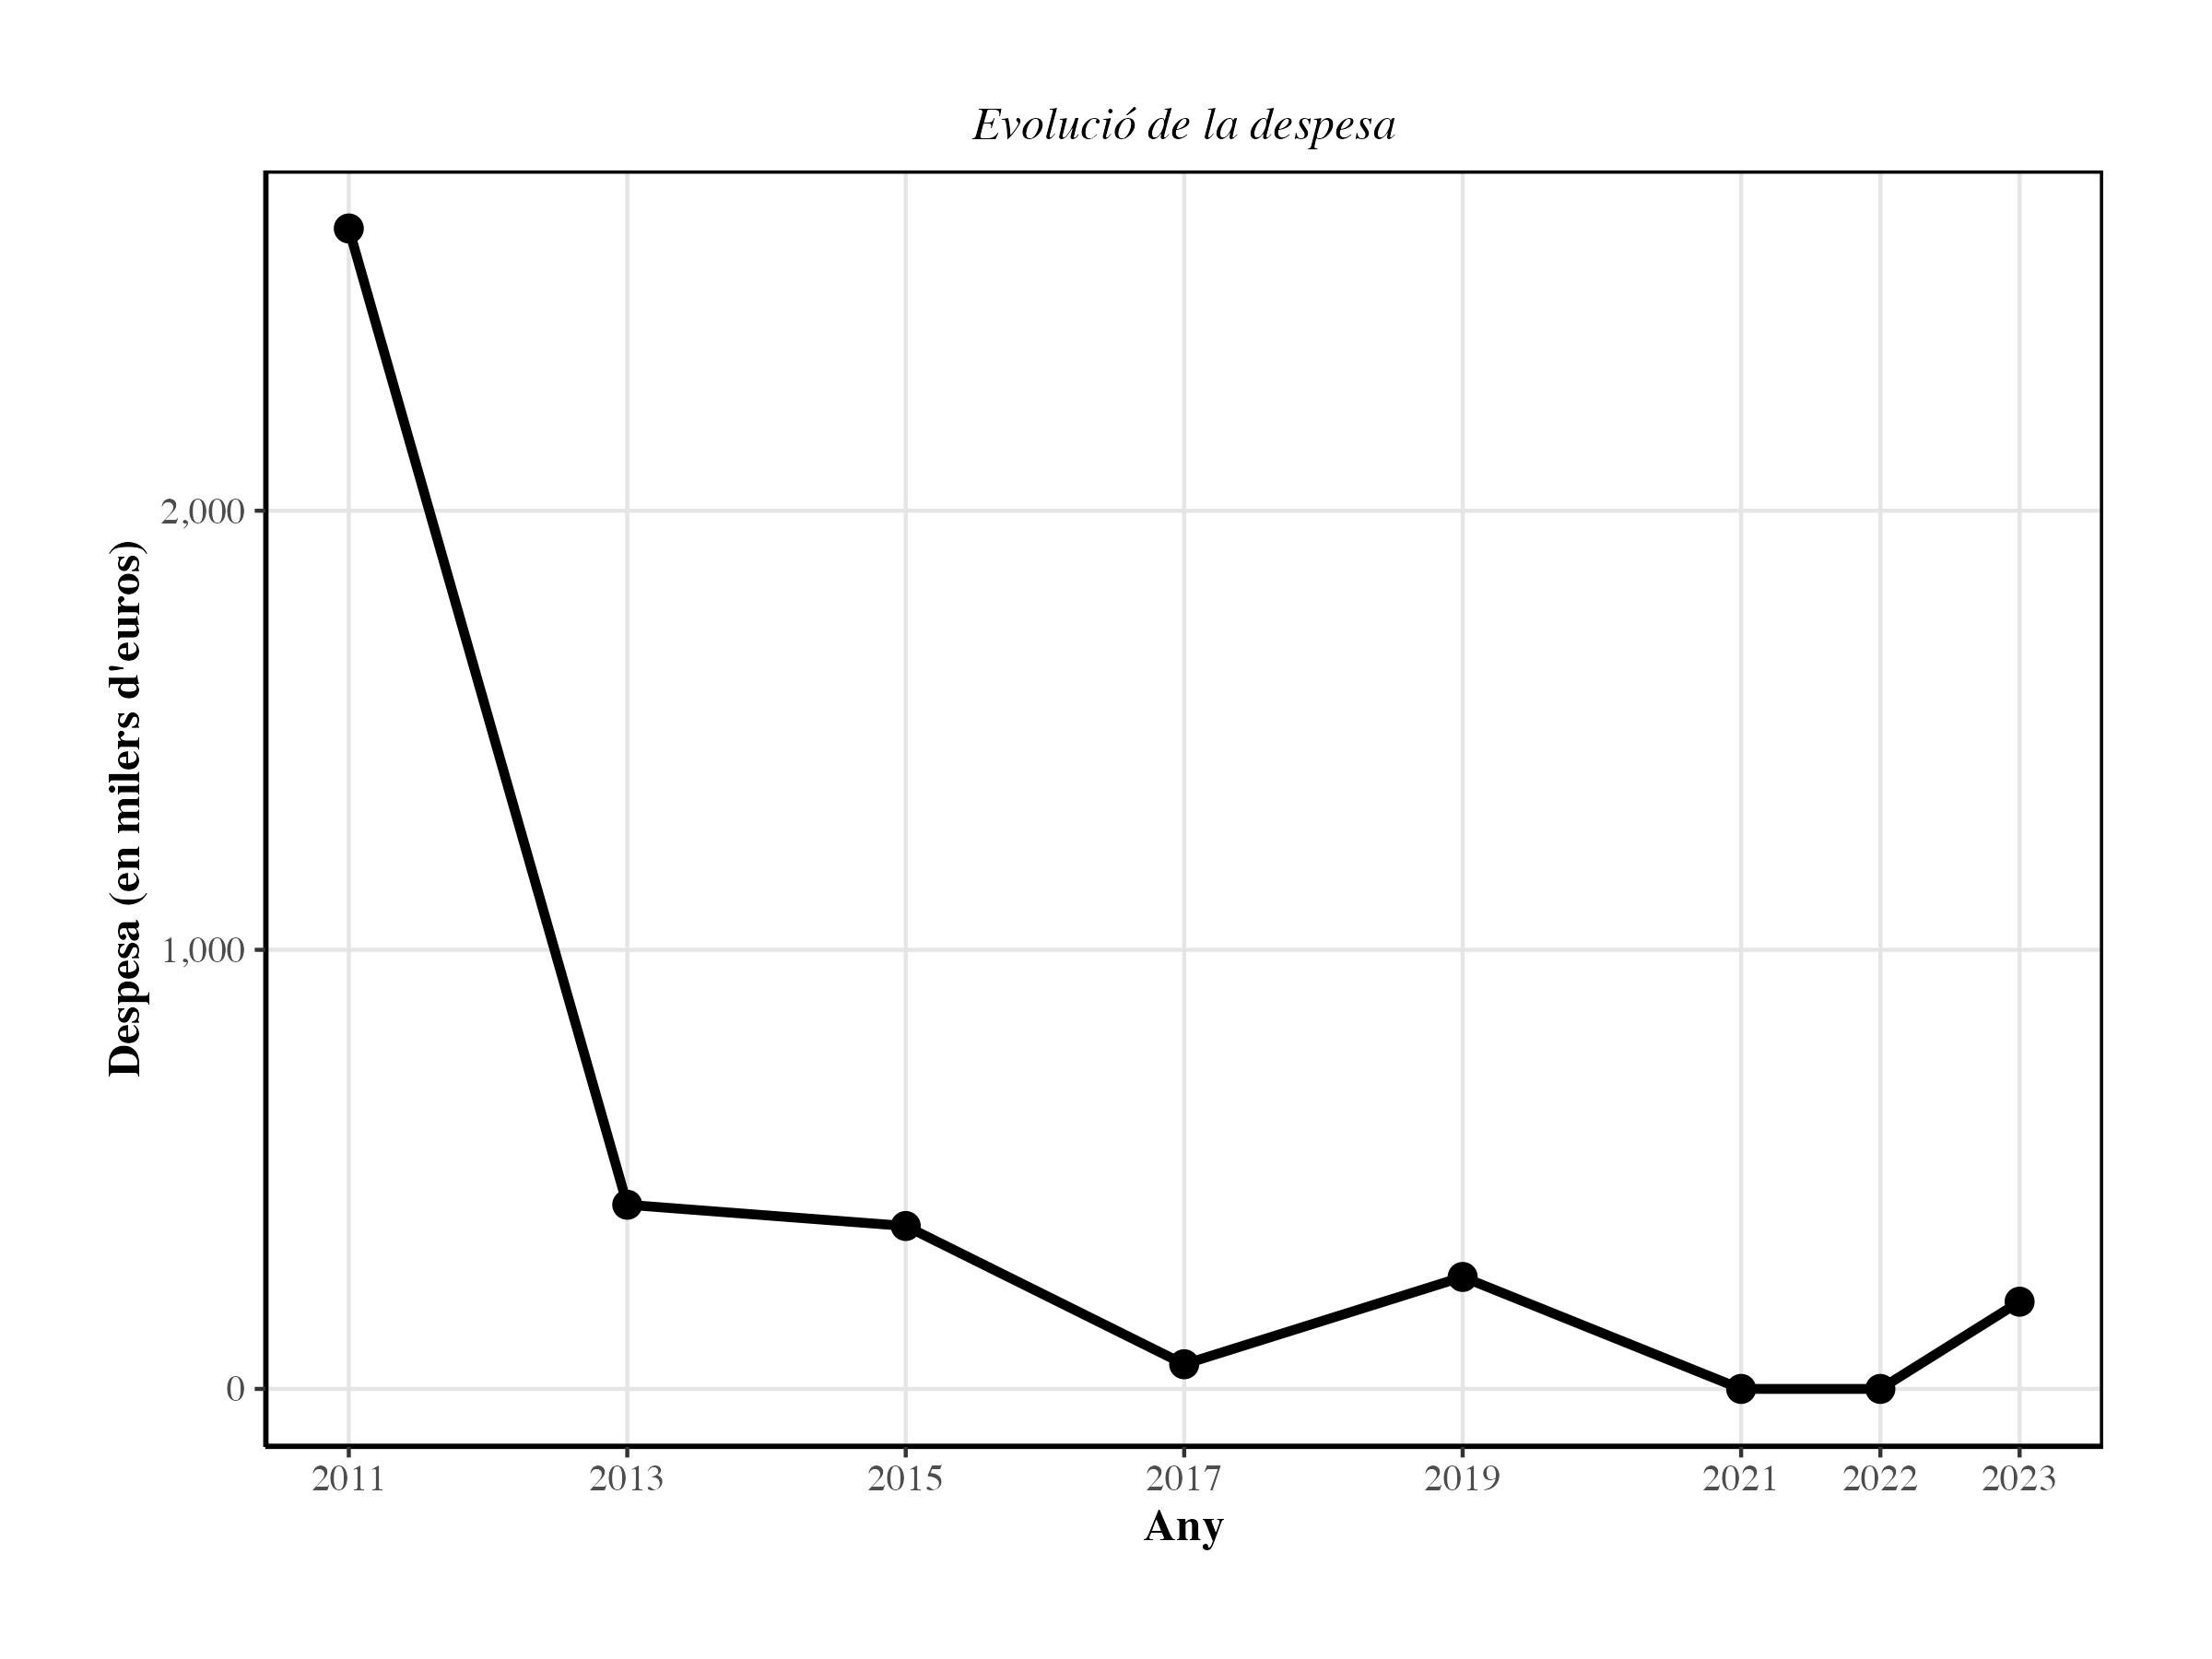 Evolució de la despesa
Despesa (en milers d'euros)
2,000
1,000
0
2011 2013 2015 2017 2019 2021 2022 2023
Any